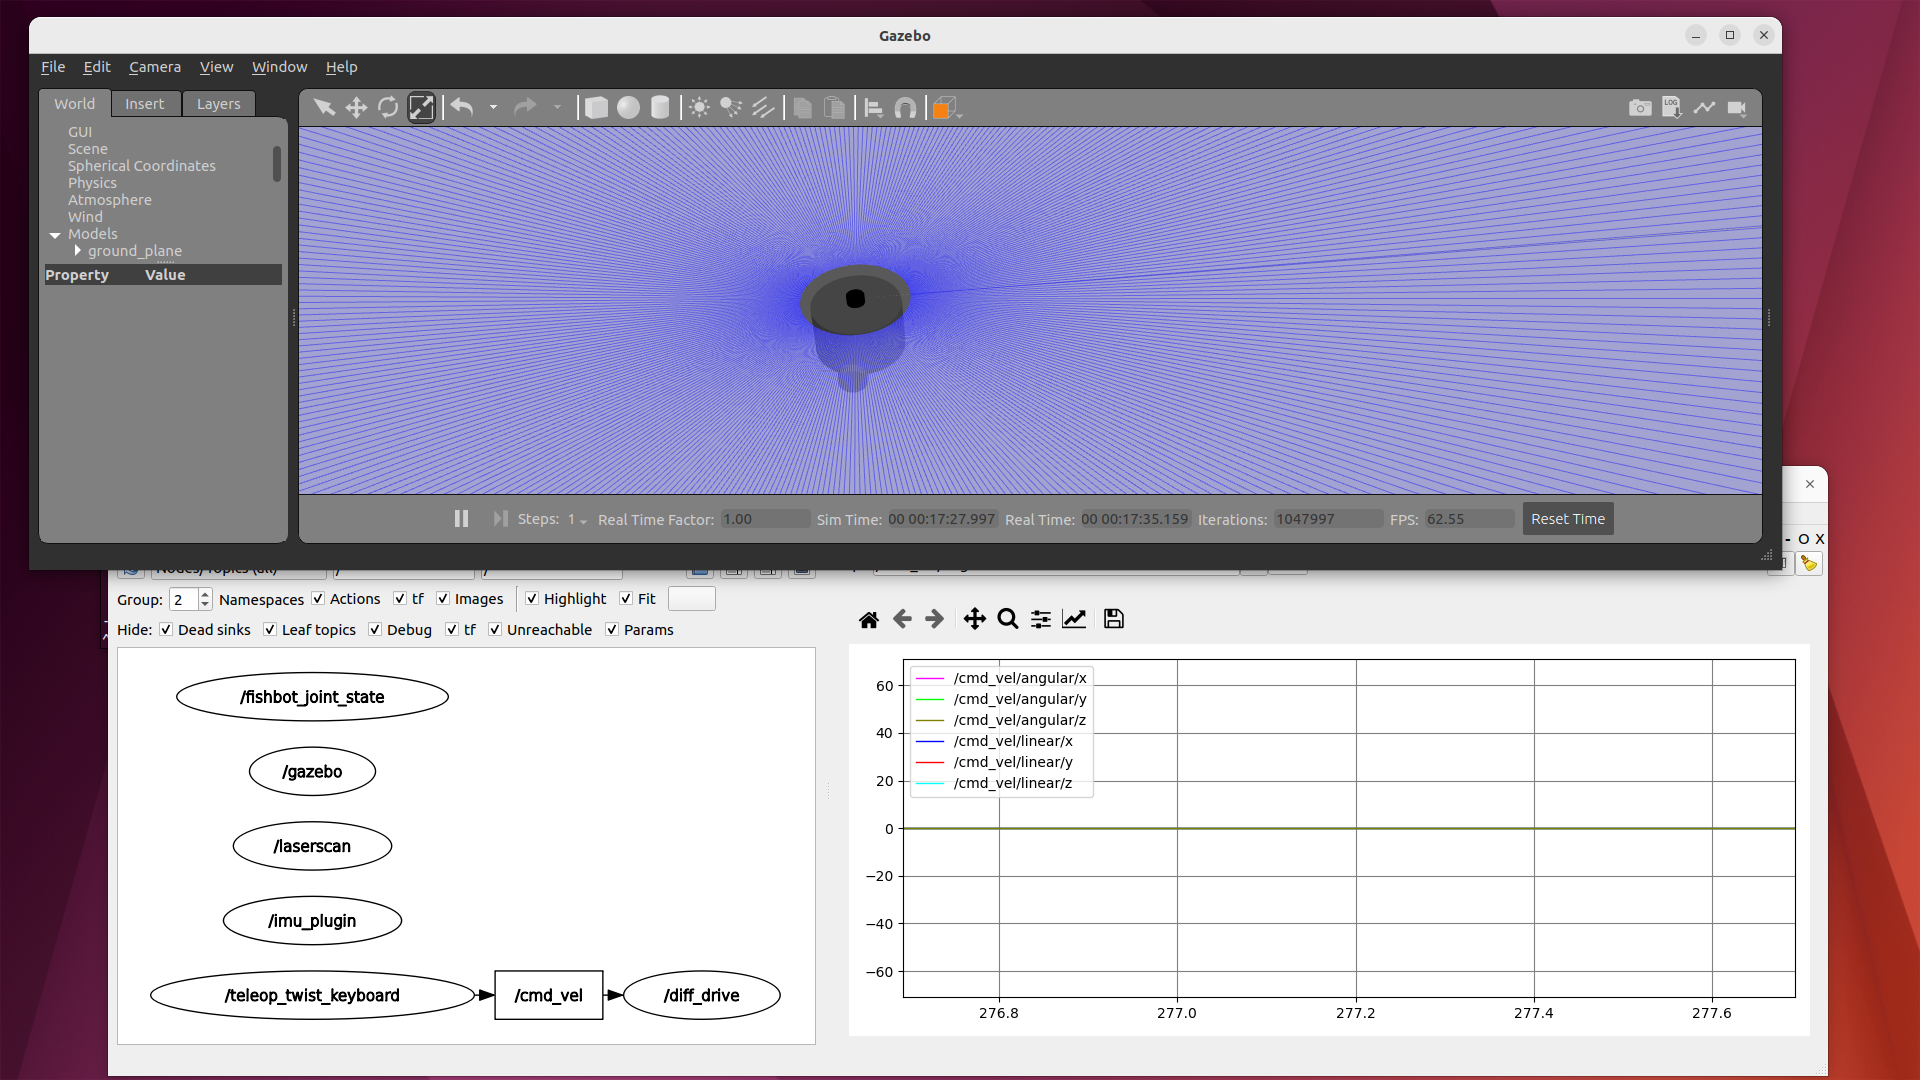 Gazebo
File Edit Camera View Window Help
World Insert Layers
GUI
Scene
Spherical Coordinates
Physics
Atmosphere
Wind
Models
ground_plane
Property Value
LOG
Steps: 1 Real Time Factor: 1.00 Sim Time: 00 00:17:27.997 Real Time: 00 00:17:35.159 Iterations: 1047997 FPS: 62.55 Reset Time
- O X
Group: 2 Namespaces Actions tf Images Highlight Fit
Hide: Dead sinks Leaf topics Debug tf Unreachable Params
/fishbot_joint_state
/gazebo
/laserscan
/imu_plugin
/teleop_twist_keyboard /cmd_vel /diff_drive
/cmd_vel/angular/x
/cmd_vel/angular/y
/cmd_vel/angular/z
/cmd_vel/linear/x
/cmd_vel/linear/y
/cmd_vel/linear/z
60
40
20
0
−20
−40
−60
276.8 277.0 277.2 277.4 277.6